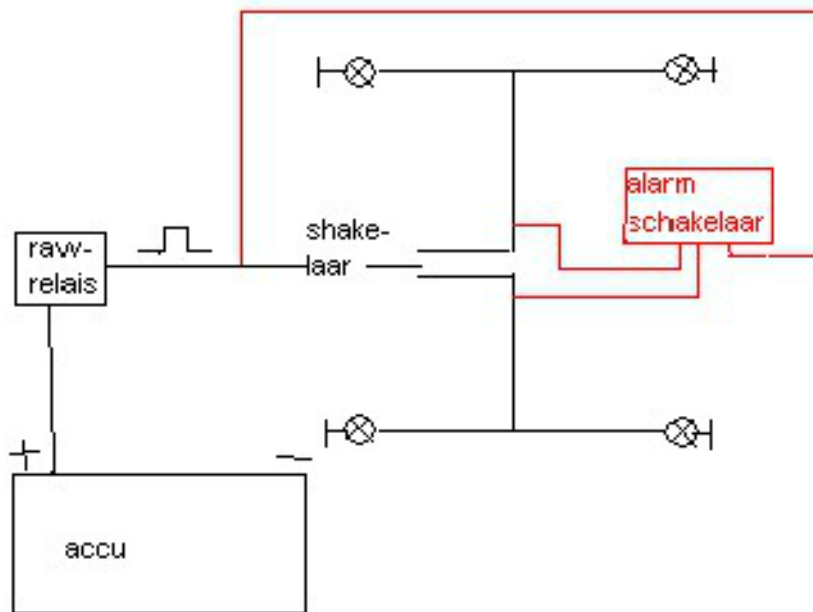 raw-
relais
shake-
laar
alarm
schakelaar
+
-
accu